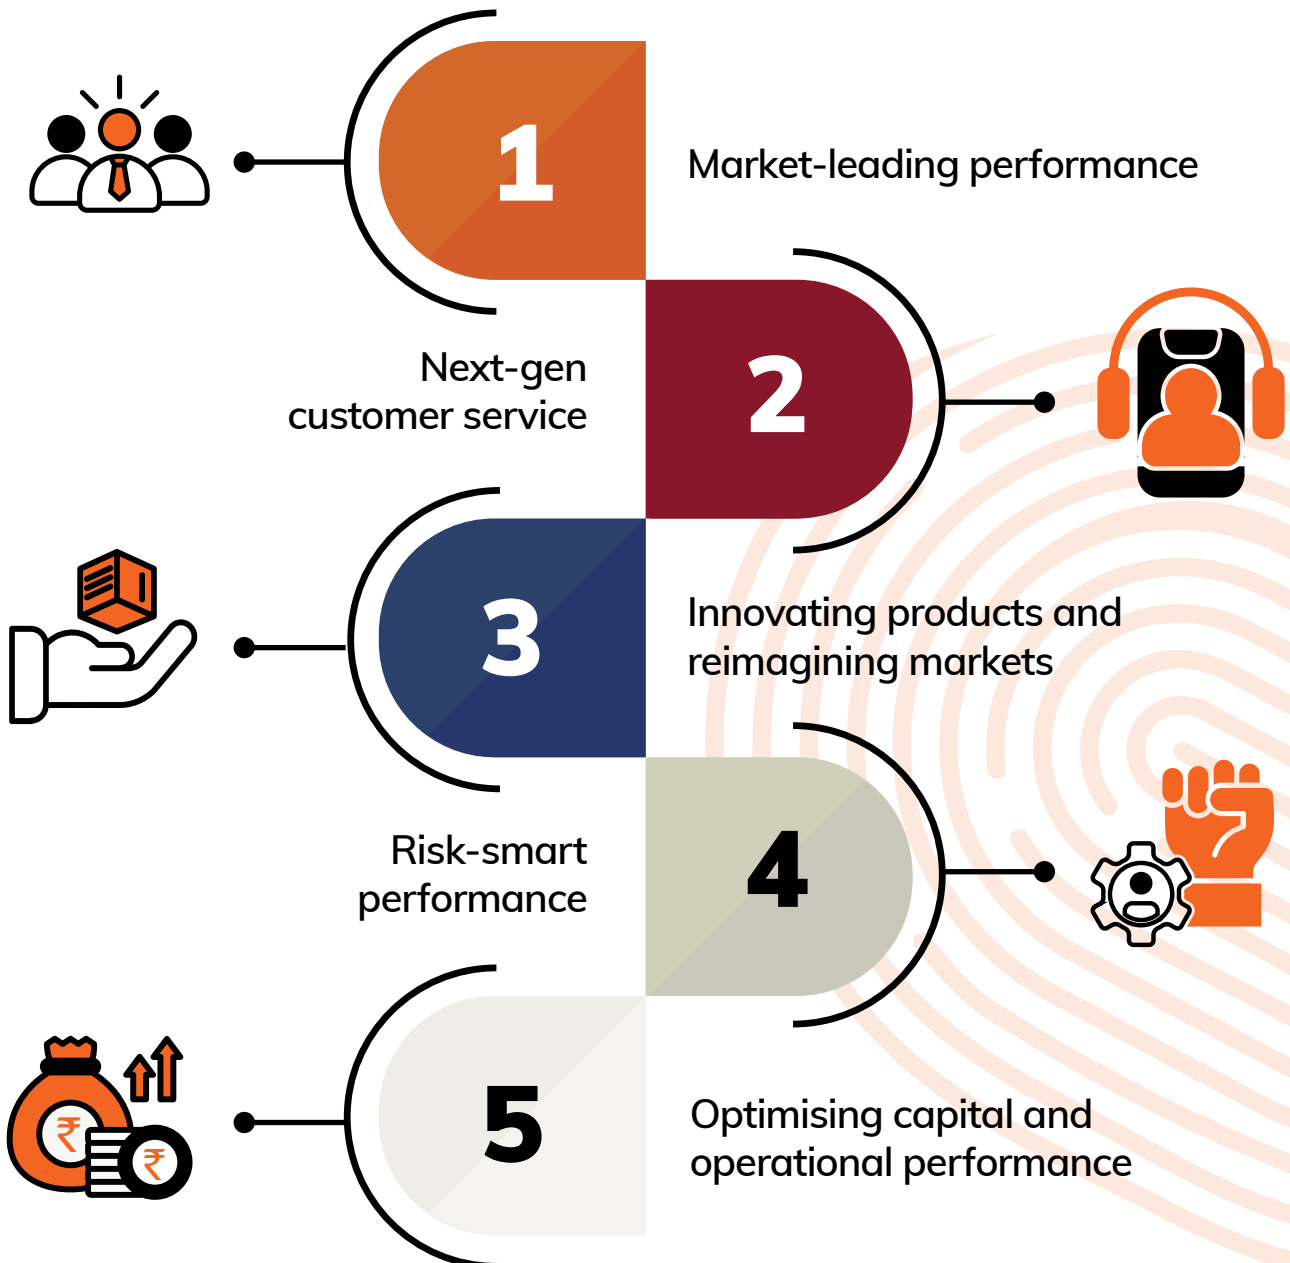 1
Market-leading performance
2
Next-gen
customer service
3
Innovating products and
reimagining markets
4
Risk-smart
performance
5
Optimising capital and
operational performance
₹
₹